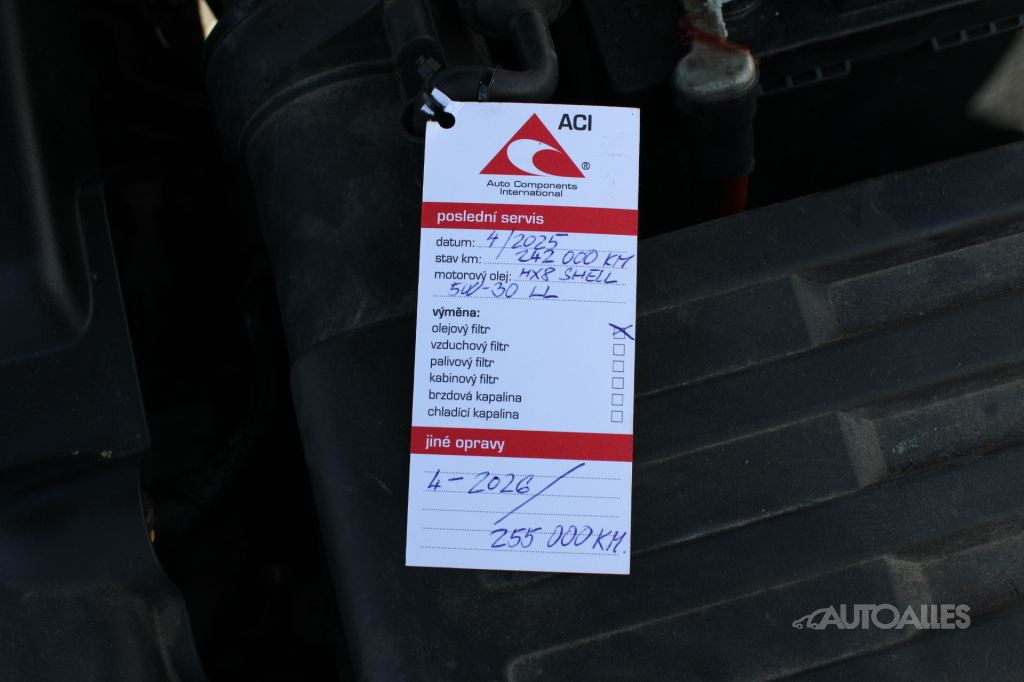 ACI
®
Auto Components
International
poslední servis
datum: 4/2025
stav km: 242 000 KM
motorový olej: HX8 SHELL
5W-30 LL
výměna:
olejový filtr
vzduchový filtr
palivový filtr
kabinový filtr
brzdová kapalina
chladící kapalina
jiné opravy
4-2026/
255 000 KM.
AUTOALLES